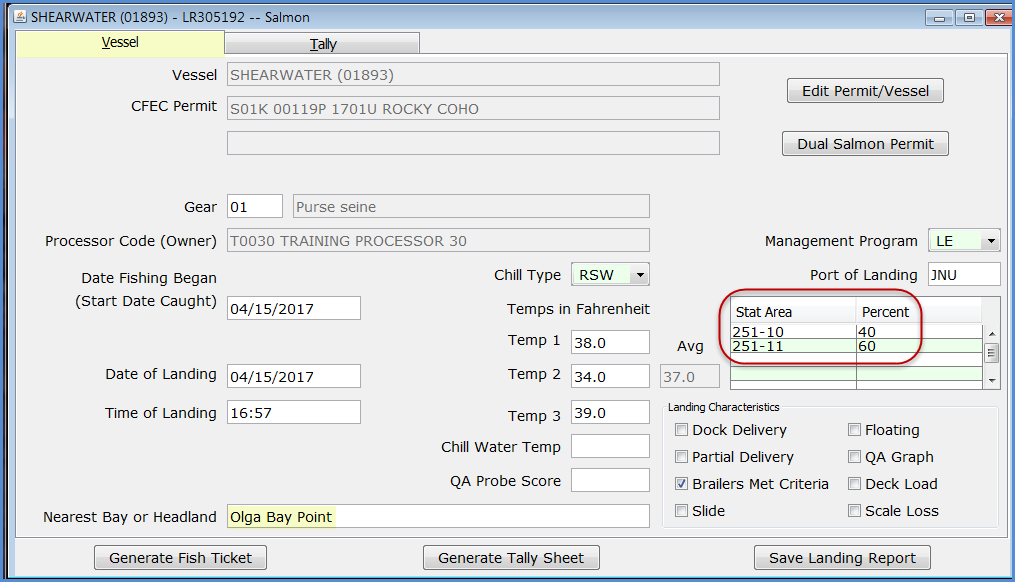 SHEARWATER (01893) - LR305192 -- Salmon
Vessel Tally
Vessel SHEARWATER (01893)
Edit Permit/Vessel
CFEC Permit S01K 00119P 1701U ROCKY COHO
Dual Salmon Permit
Gear 01 Purse seine
Processor Code (Owner) T0030 TRAINING PROCESSOR 30 Management Program LE
Date Fishing Began Chill Type RSW Port of Landing JNU
(Start Date Caught) 04/15/2017 Temps in Fahrenheit
Stat Area Percent
251-10 40
251-11 60
Temp 1 38.0 Avg
Date of Landing 04/15/2017 Temp 2 34.0 37.0
Time of Landing 16:57 Temp 3 39.0
Landing Characteristics
Dock Delivery Floating
Chill Water Temp
Partial Delivery QA Graph
QA Probe Score
Brailers Met Criteria Deck Load
Slide Scale Loss
Nearest Bay or Headland Olga Bay Point
Generate Fish Ticket Generate Tally Sheet Save Landing Report